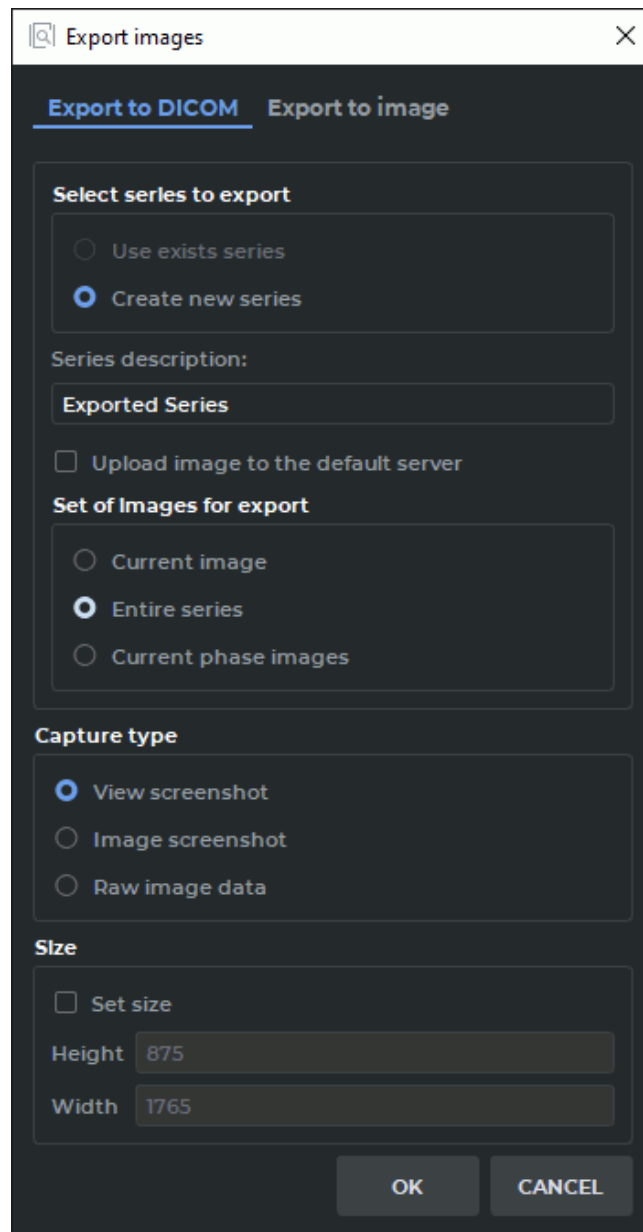 Export images
Export to DICOM Export to image
Select series to export
Use exists series
Create new series
Series description:
Exported Series
Upload image to the default server
Set of Images for export
Current image
Entire series
Current phase images
Capture type
View screenshot
Image screenshot
Raw image data
Size
Set size
Height 875
Width 1765
OK CANCEL